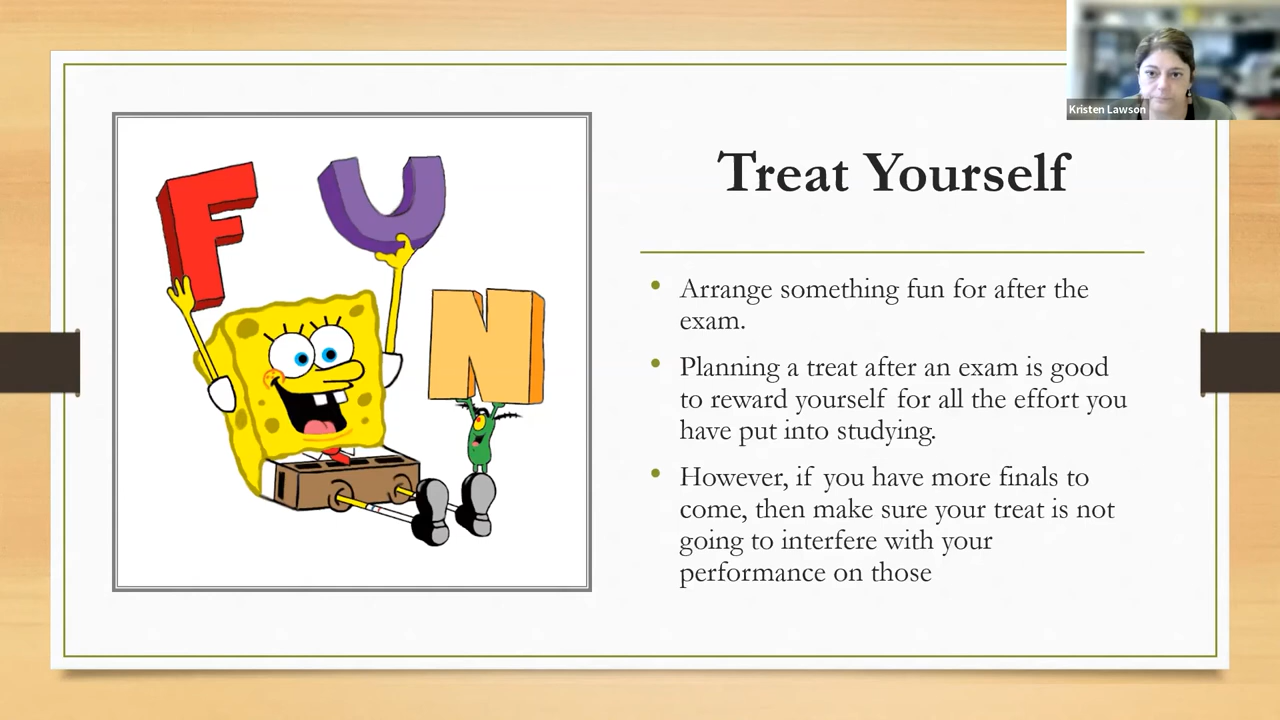 Kristen Lawson
F U
N
Treat Yourself
• Arrange something fun for after the
exam.
• Planning a treat after an exam is good
to reward yourself for all the effort you
have put into studying.
• However, if you have more finals to
come, then make sure your treat is not
going to interfere with your
performance on those